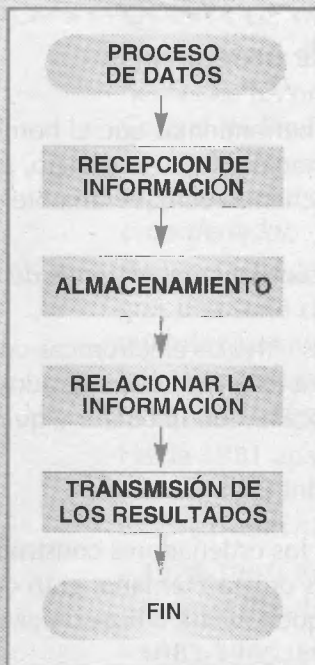 PROCESO
DE DATOS
RECEPCION DE
INFORMACIÓN
ALMACENAMIENTO
RELACIONAR LA
INFORMACIÓN
TRANSMISIÓN DE
LOS RESULTADOS
FIN